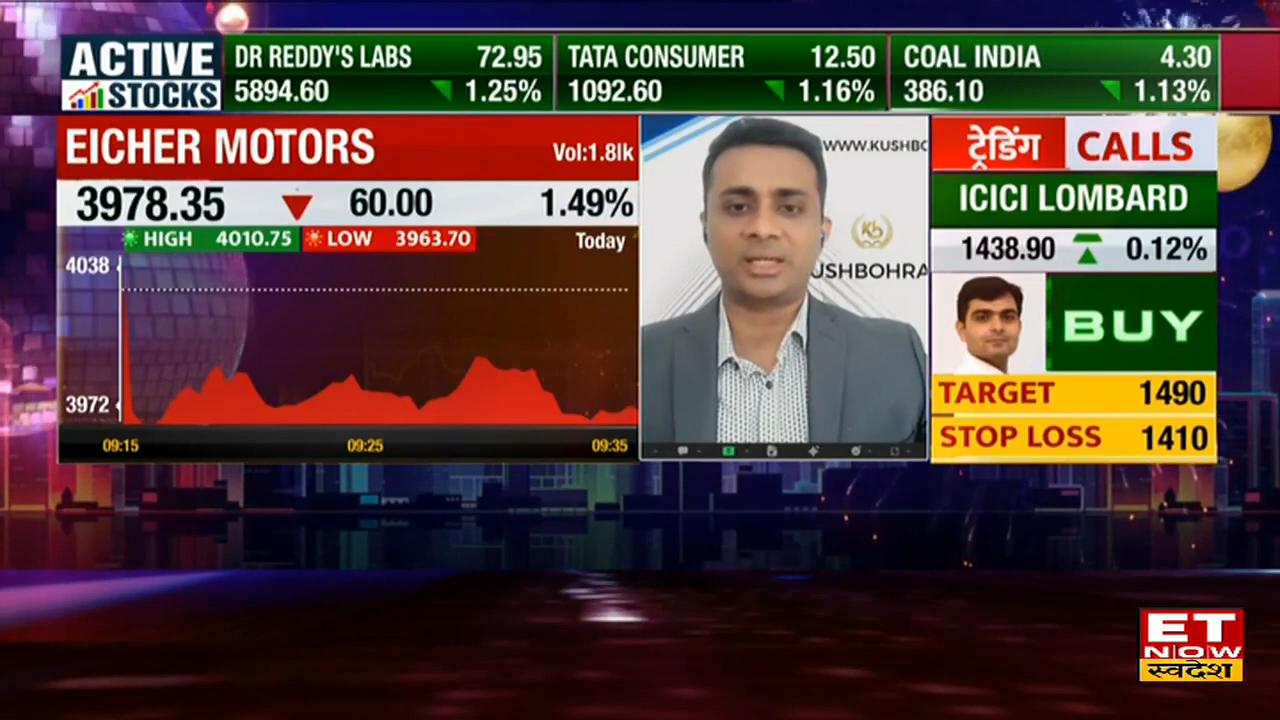 ACTIVE STOCKS
DR REDDY'S LABS 72.95
5894.60 1.25%
TATA CONSUMER 12.50
1092.60 1.16%
COAL INDIA 4.30
386.10 1.13%
EICHER MOTORS Vol:1.8lk
3978.35 60.00 1.49%
HIGH 4010.75 LOW 3963.70 Today
4038
3972
09:15 09:25 09:35
WWW.KUSHBO
Kb
USHBOHRA
ट्रेडिंग CALLS
ICICI LOMBARD
1438.90 0.12%
BUY
TARGET 1490
STOP LOSS 1410
ET
NOW
स्वदेश